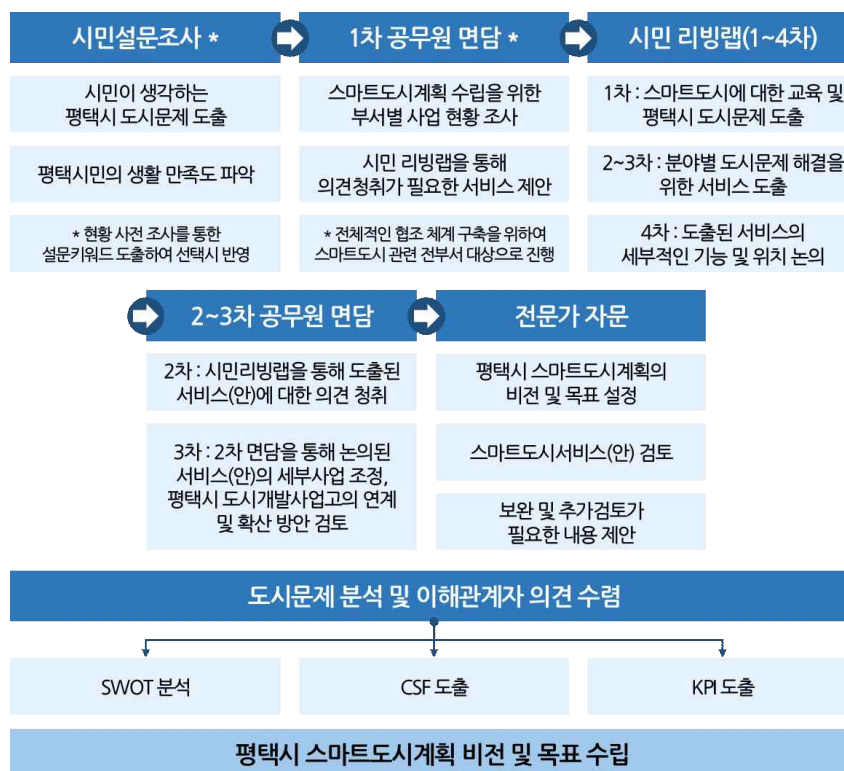 시민설문조사 *
1차 공무원 면담 *
시민 리빙랩(1~4차)
시민이 생각하는
평택시 도시문제 도출
평택시민의 생활 만족도 파악
* 현황 사전 조사를 통한
설문키워드 도출하여 선택시 반영
스마트도시계획 수립을 위한
부서별 사업 현황 조사
시민 리빙랩을 통해
의견청취가 필요한 서비스 제안
* 전체적인 협조 체계 구축을 위하여
스마트도시 관련 전부서 대상으로 진행
1차 : 스마트도시에 대한 교육 및
평택시 도시문제 도출
2~3차 : 분야별 도시문제 해결을
위한 서비스 도출
4차 : 도출된 서비스의
세부적인 기능 및 위치 논의
2~3차 공무원 면담
전문가 자문
2차 : 시민리빙랩을 통해 도출된
서비스(안)에 대한 의견 청취
3차 : 2차 면담을 통해 논의된
서비스(안)의 세부사업 조정,
평택시 도시개발사업고의 연계
및 확산 방안 검토
평택시 스마트도시계획의
비전 및 목표 설정
스마트도시서비스(안) 검토
보완 및 추가검토가
필요한 내용 제안
도시문제 분석 및 이해관계자 의견 수렴
SWOT 분석
CSF 도출
KPI 도출
평택시 스마트도시계획 비전 및 목표 수립